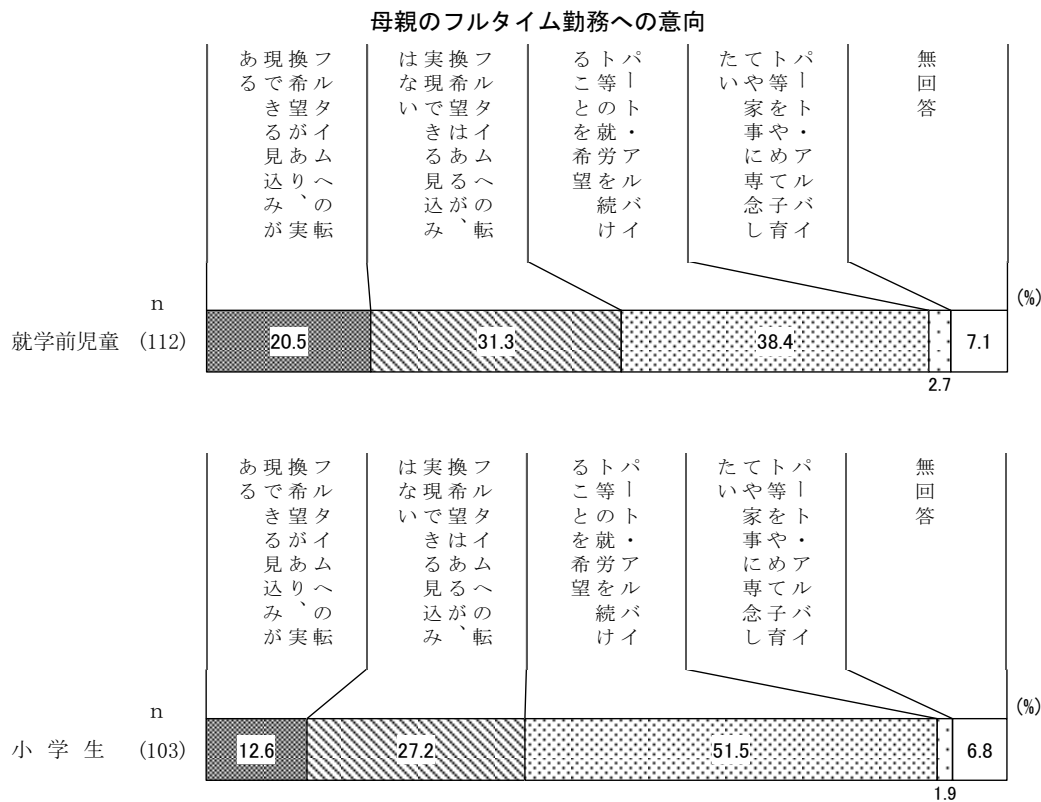 母親のフルタイム勤務への意向
フルタイムへの転
換希望があり、実
現できる見込みが
ある
フルタイムへの転
換希望はあるが、
実現できる見込み
はない
パート・アルバイ
ト等の就労を続け
ることを希望
パート・アルバイ
ト等をやめて子育
てや家事に専念し
たい
無回答
(%)
n
就学前児童 (112)
20.5
31.3
38.4
2.7
7.1
フルタイムへの転
換希望があり、実
現できる見込みが
ある
フルタイムへの転
換希望はあるが、
実現できる見込み
はない
パート・アルバイ
ト等の就労を続け
ることを希望
パート・アルバイ
ト等をやめて子育
てや家事に専念し
たい
無回答
(%)
n
小 学 生 (103)
12.6
27.2
51.5
1.9
6.8